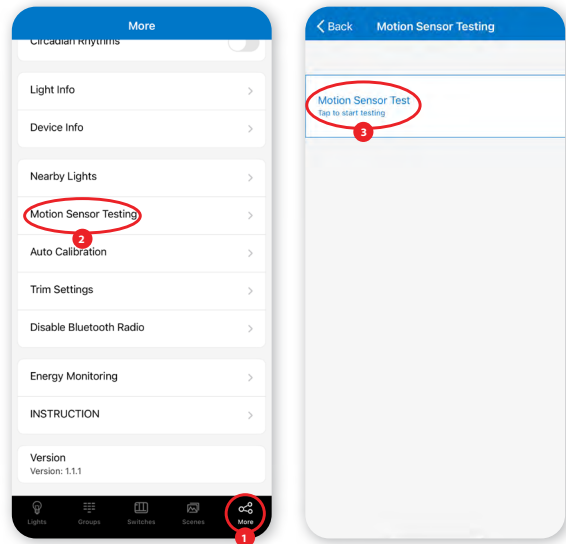 More
Circadian Rhythms
Light Info
Device Info
Nearby Lights
Motion Sensor Testing
2
Auto Calibration
Trim Settings
Disable Bluetooth Radio
Energy Monitoring
INSTRUCTION
Version
Version: 1.1.1
Lights Groups Switches Scenes More
1
Back Motion Sensor Testing
Motion Sensor Test
Tap to start testing
3